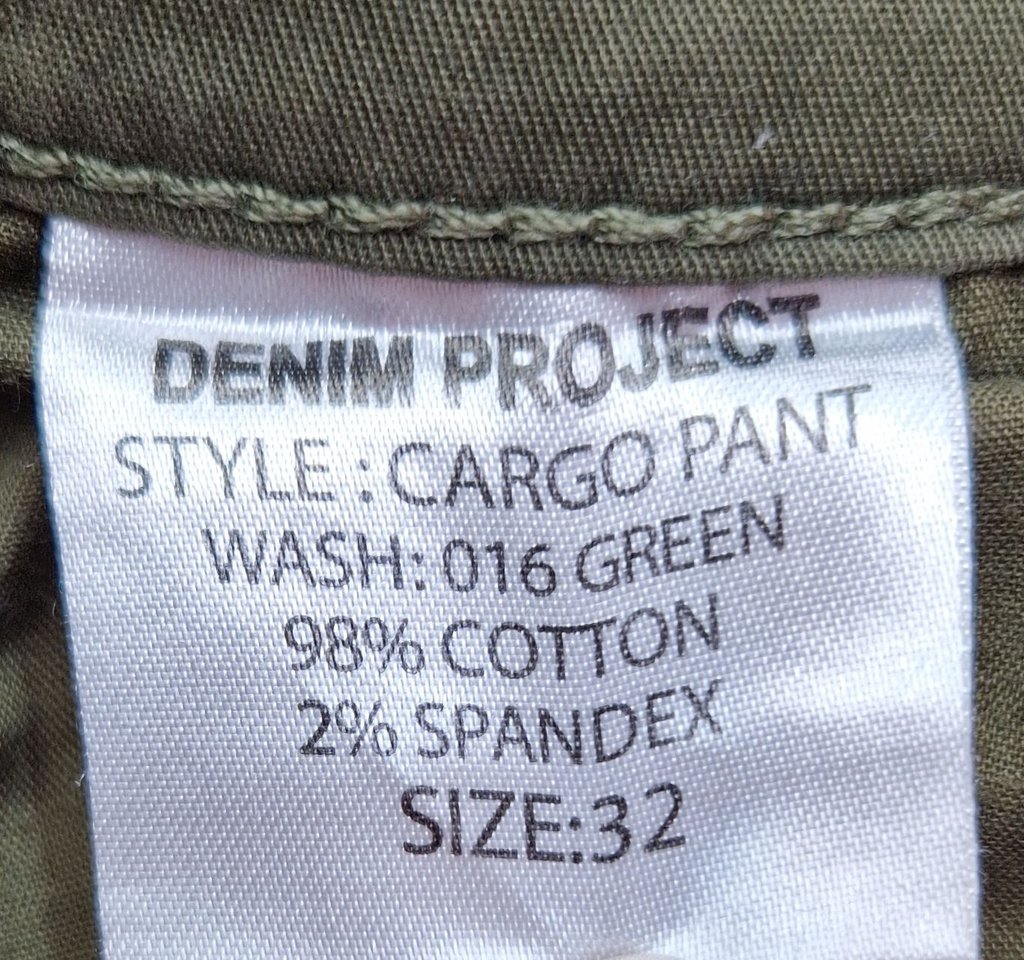 DENIM PROJECT
STYLE : CARGO PANT
WASH: 016 GREEN
98% COTTON
2% SPANDEX
SIZE:32